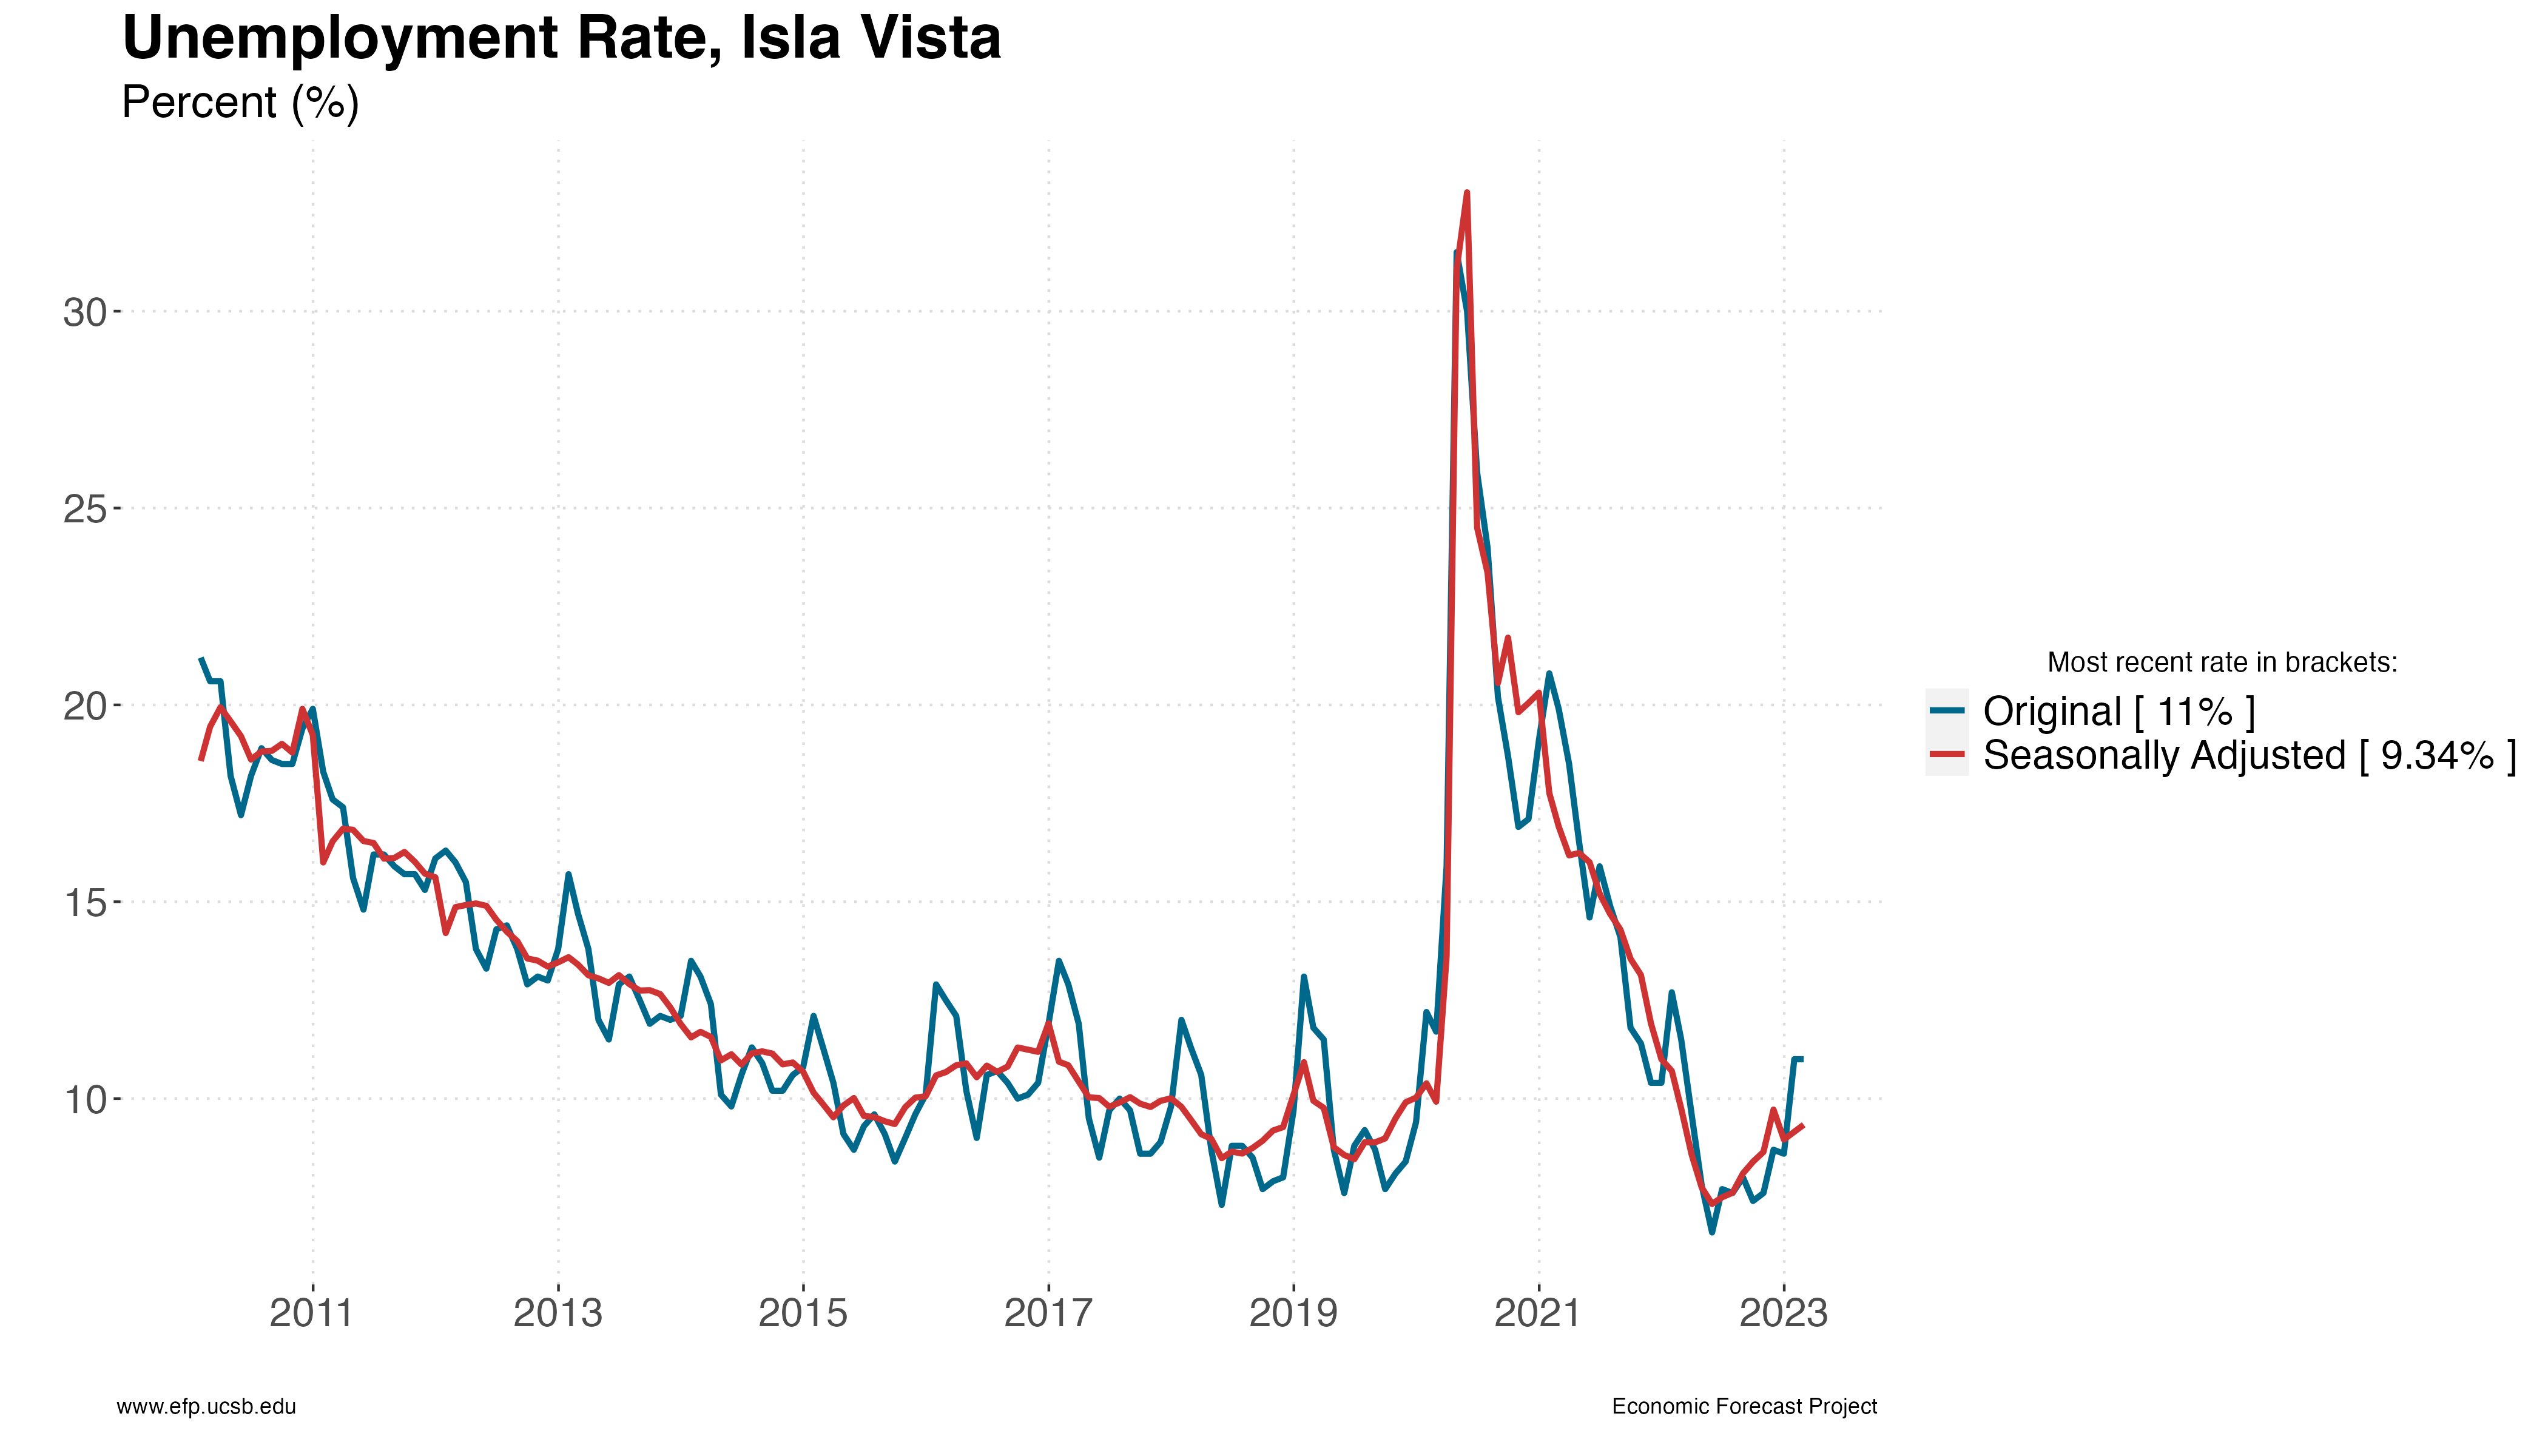 Unemployment Rate, Isla Vista
Percent (%)
30
25
20
15
10
2011 2013 2015 2017 2019 2021 2023
Most recent rate in brackets:
Original [ 11% ]
Seasonally Adjusted [ 9.34% ]
www.efp.ucsb.edu
Economic Forecast Project